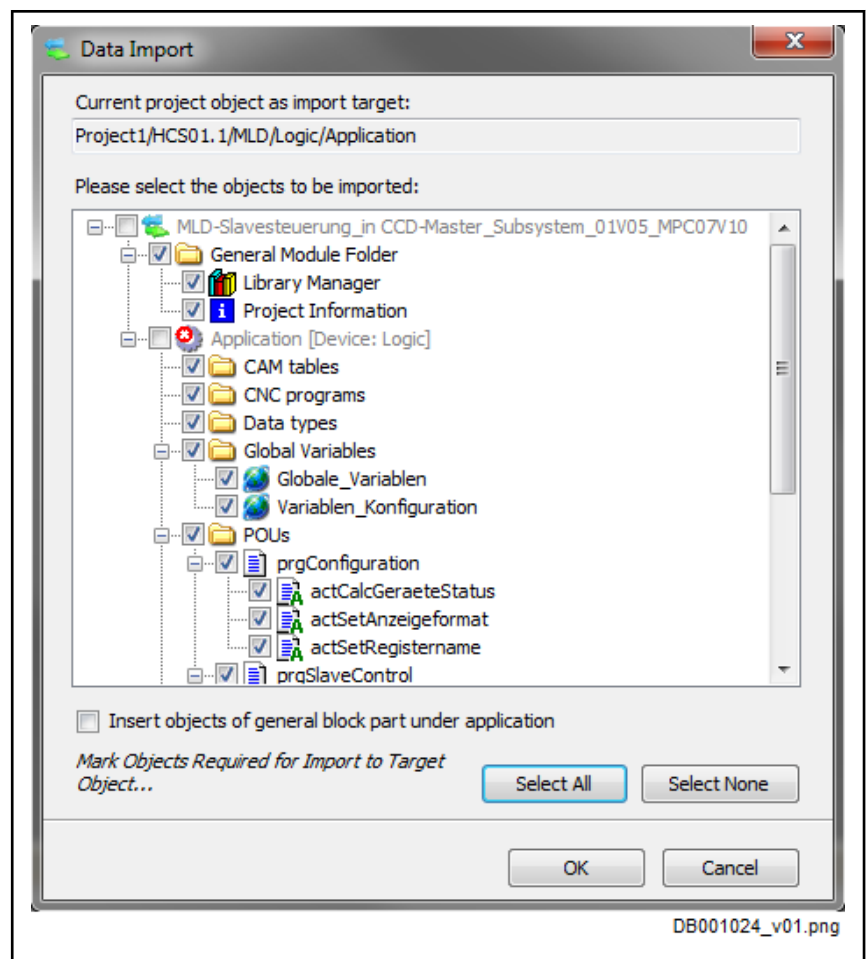 Data Import
Current project object as import target:
Project1/HCS01.1/MLD/Logic/Application
Please select the objects to be imported:
MLD-Slavesteuerung_in CCD-Master_Subsystem_01V05_MPC07V10
General Module Folder
Library Manager
Project Information
Application [Device: Logic]
CAM tables
CNC programs
Data types
Global Variables
Globale_Variablen
Variablen_Konfiguration
POUs
prgConfiguration
actCalcGeraeteStatus
actSetAnzeigeformat
actSetRegistername
prgSlaveControl
Insert objects of general block part under application
Mark Objects Required for Import to Target
Object...
Select All
Select None
OK
Cancel
DB001024_v01.png